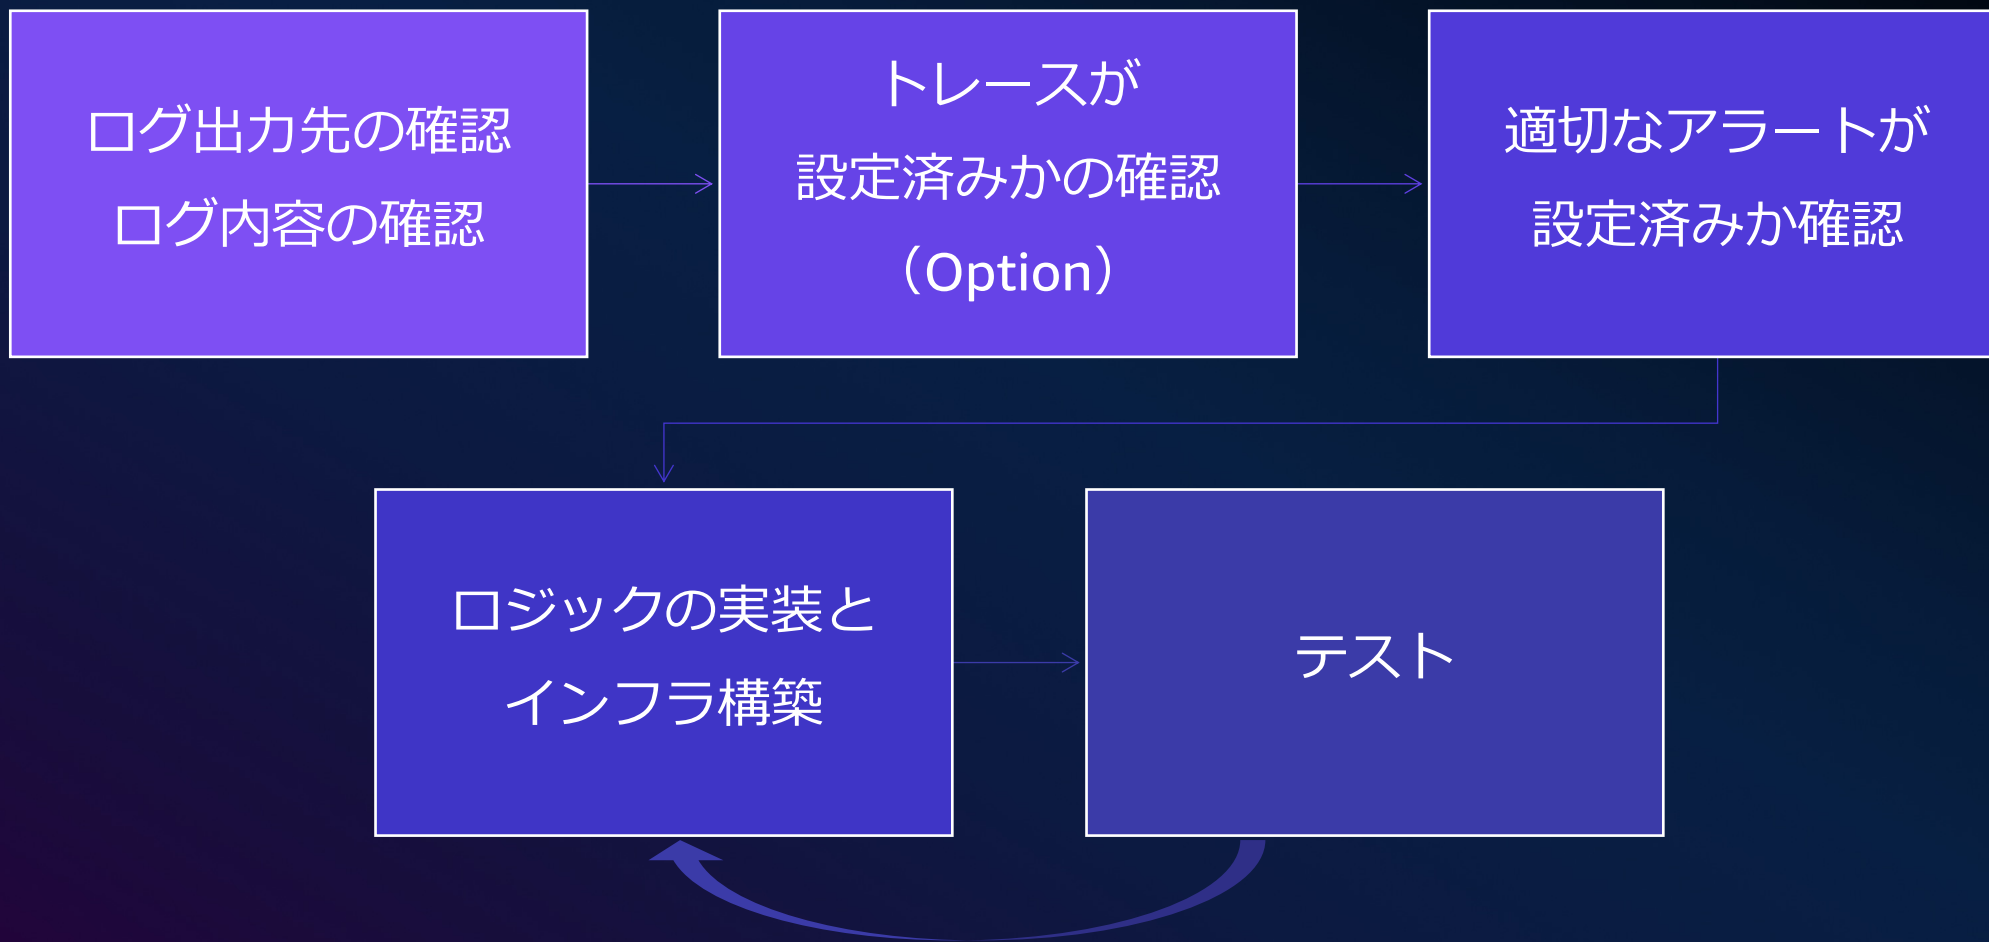 ログ出力先の確認
ログ内容の確認
トレースが
設定済みかの確認
（Option）
適切なアラートが
設定済みか確認
ロジックの実装と
インフラ構築
テスト